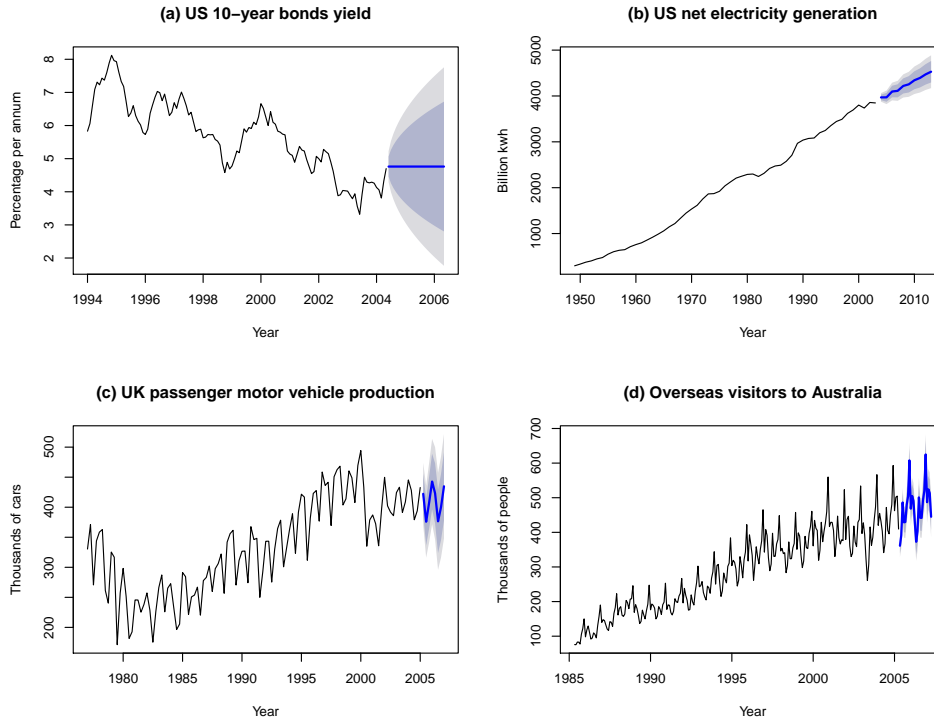 (a) US 10−year bonds yield
Percentage per annum
8
7
6
5
4
3
2
1994 1996 1998 2000 2002 2004 2006
Year
(b) US net electricity generation
Billion kwh
5000
4000
3000
2000
1000
1950 1960 1970 1980 1990 2000 2010
Year
(c) UK passenger motor vehicle production
Thousands of cars
500
400
300
200
1980 1985 1990 1995 2000 2005
Year
(d) Overseas visitors to Australia
Thousands of people
700
600
500
400
300
200
100
1985 1990 1995 2000 2005
Year